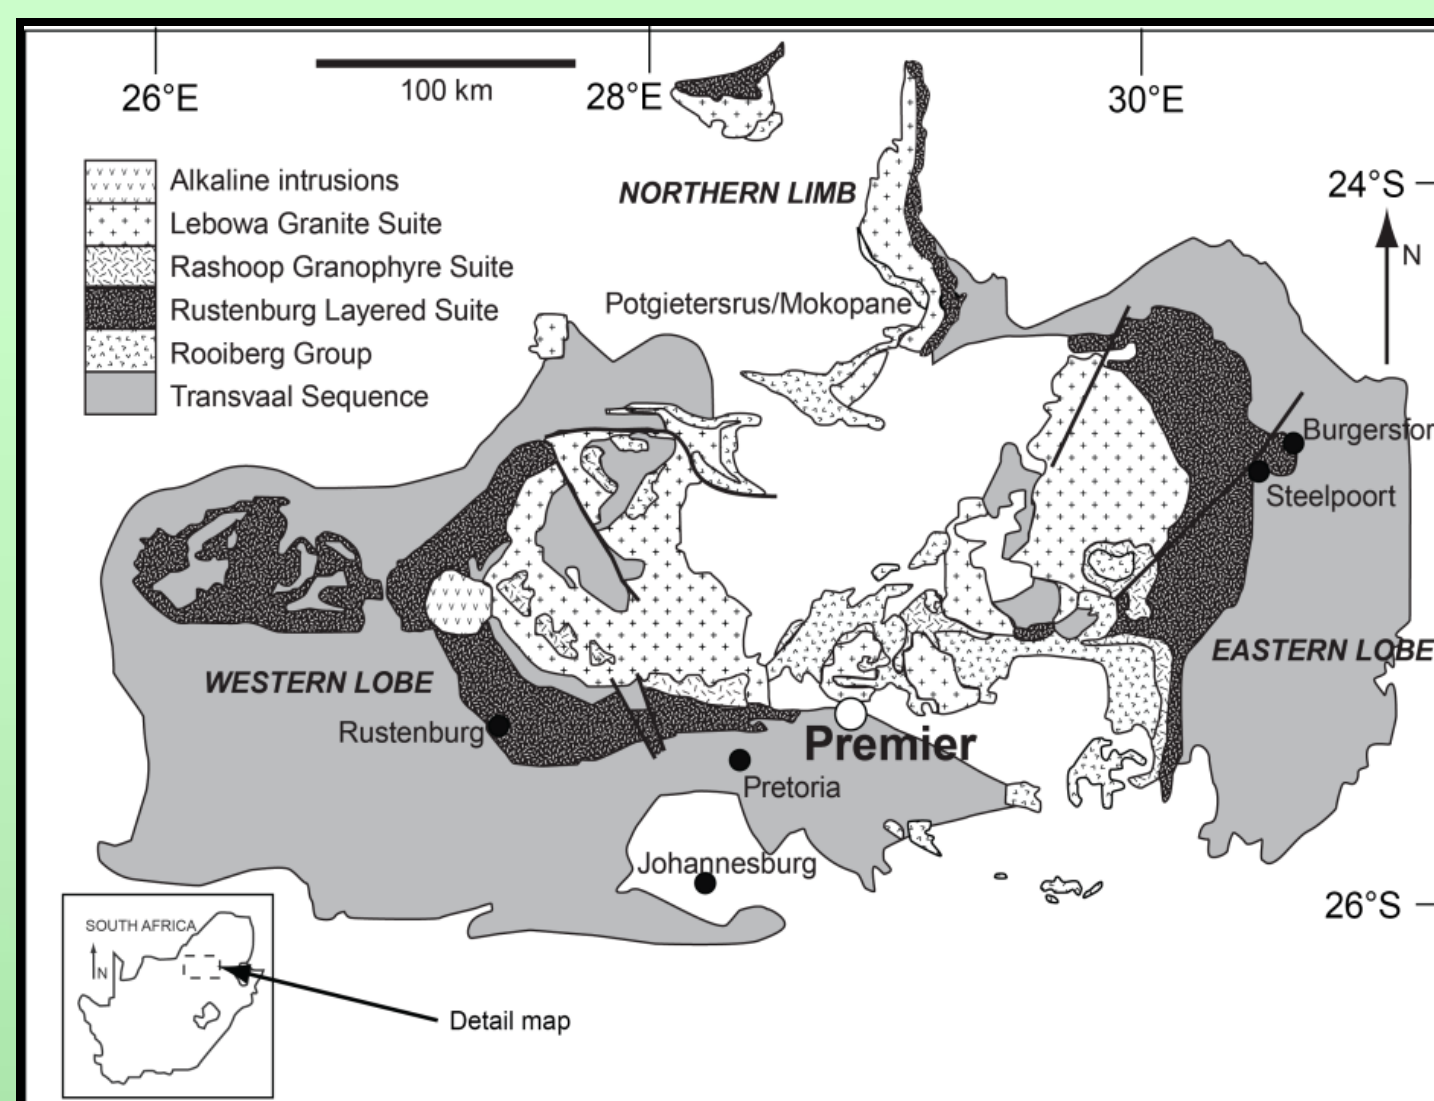 26°E
100 km
28°E
30°E
Alkaline intrusions
Lebowa Granite Suite
Rashoop Granophyre Suite
Rustenburg Layered Suite
Rooiberg Group
Transvaal Sequence
NORTHERN LIMB
24°S
N
Potgietersrus/Mokopane
Burgersfor
Steelpoort
EASTERN LOBE
WESTERN LOBE
Rustenburg
Premier
Pretoria
Johannesburg
26°S
SOUTH AFRICA
N
Detail map